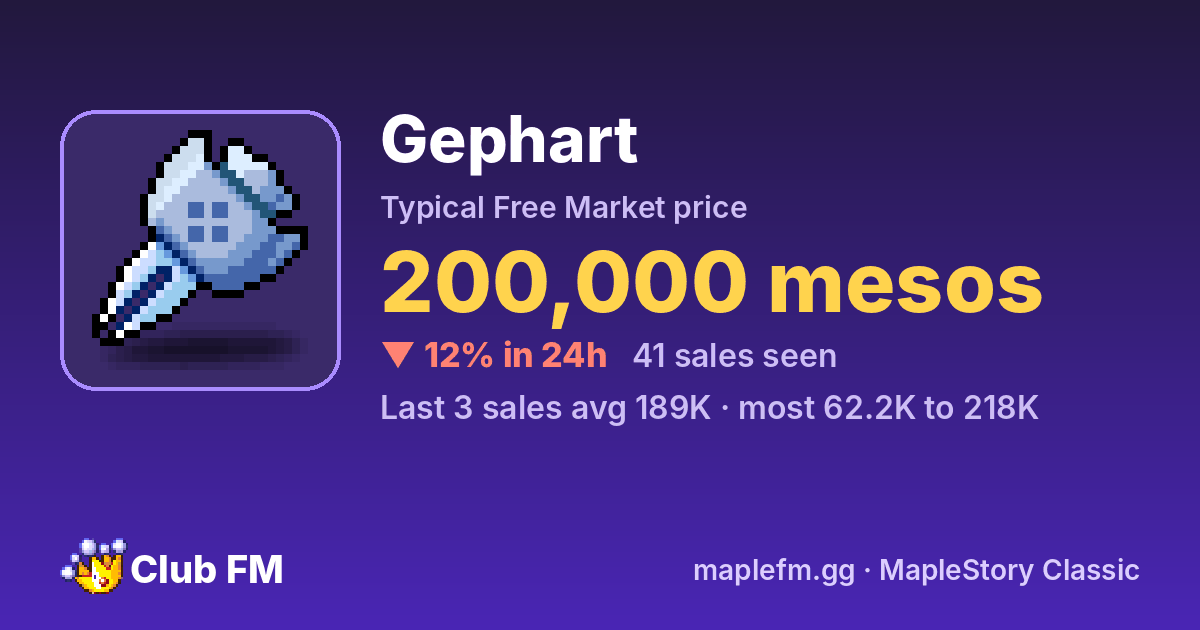 Gephart
Typical Free Market price
200,000 mesos
▼ 12% in 24h 41 sales seen
Last 3 sales avg 189K · most 62.2K to 218K
Club FM
maplefm.gg · MapleStory Classic